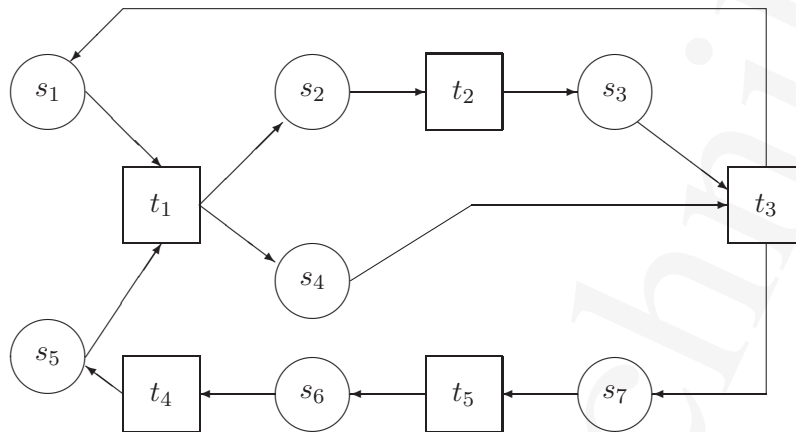 s₁ s₂ t₂ s₃
t₁ t₃
s₄
s₅ t₄ s₆ t₅ s₇